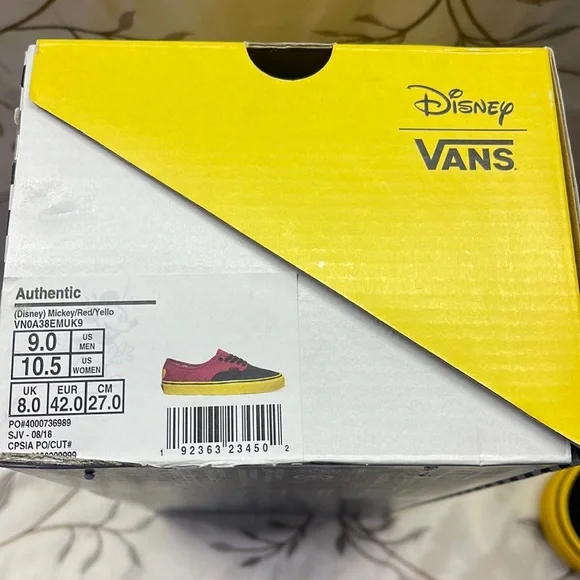 Disney
VANS
Authentic
(Disney) Mickey/Red/Yello
VN0A38EMUK9
9.0 US MEN
10.5 US WOMEN
UK EUR CM
8.0 42.0 27.0
PO#4000736989
SJV - 08/18
CPSIA PO/CUT#
1 92363 23450 2